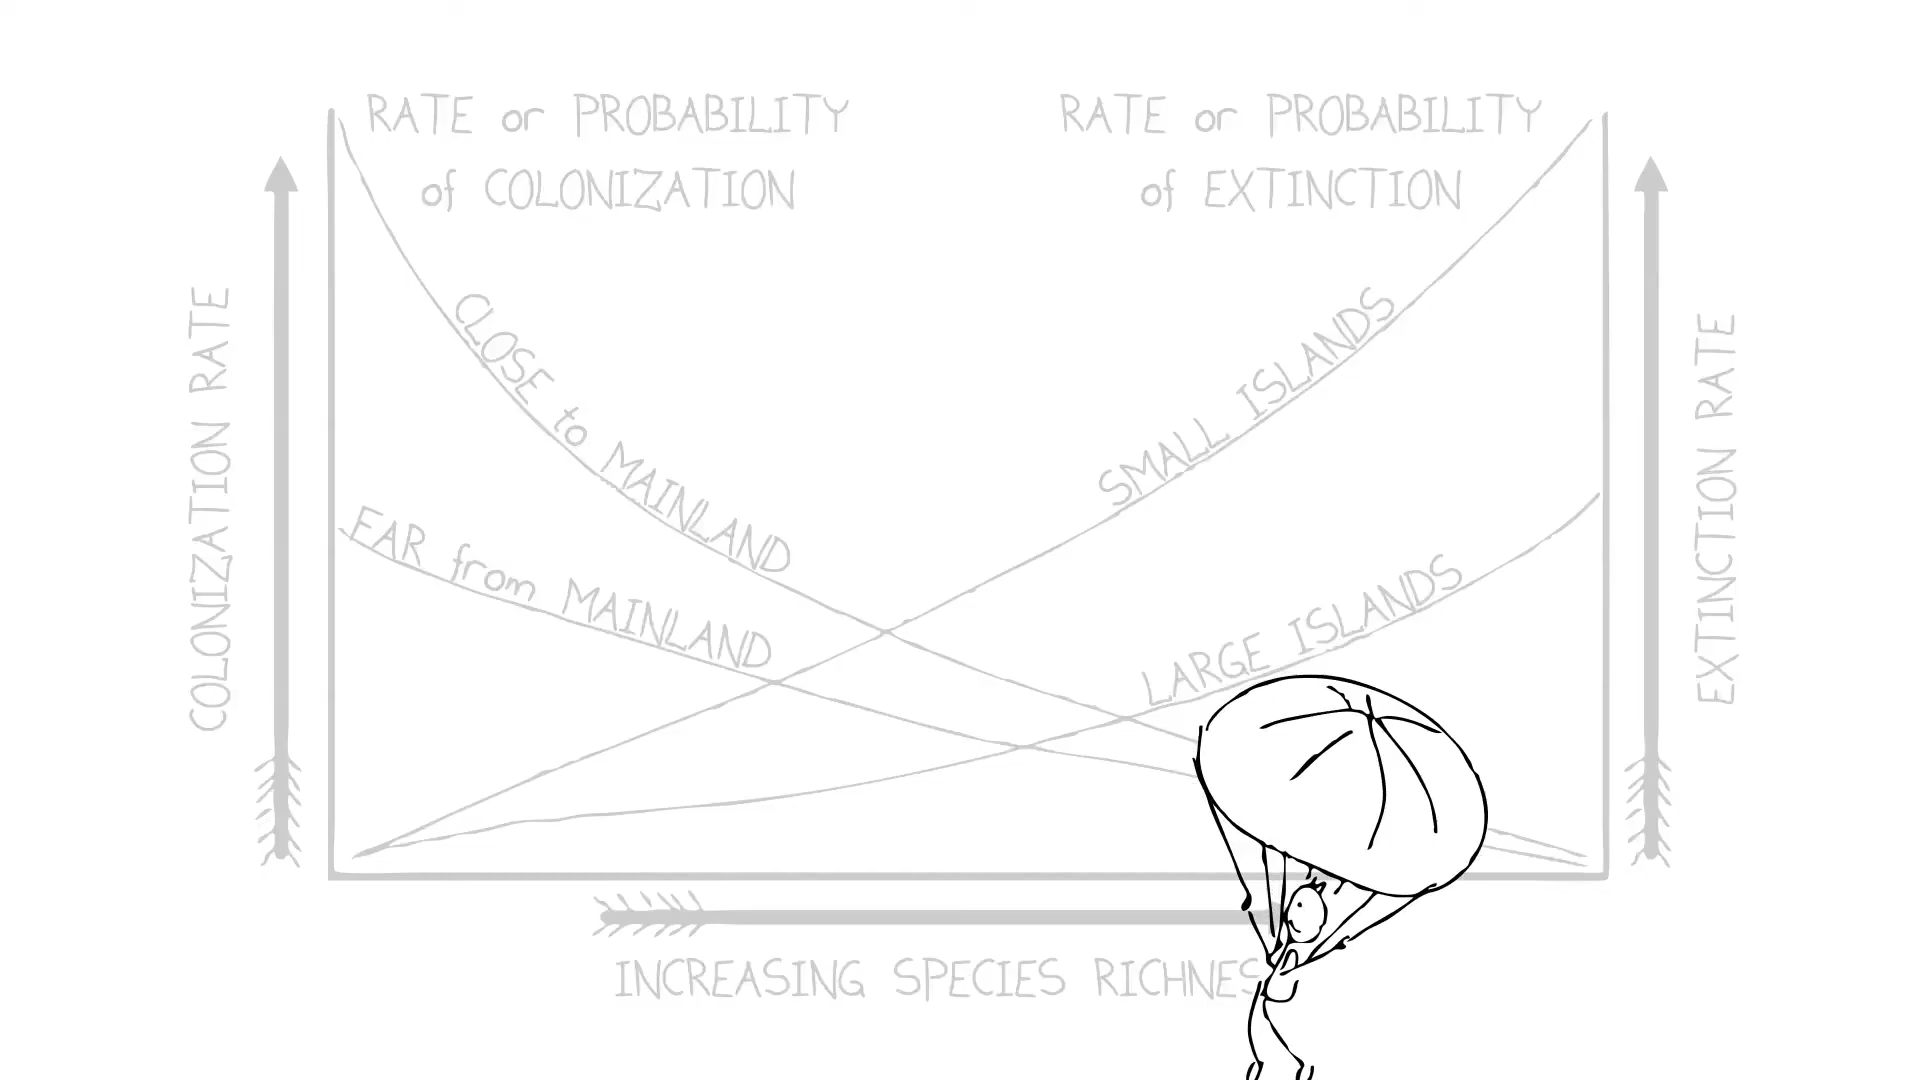 RATE or PROBABILITY
of COLONIZATION
RATE or PROBABILITY
of EXTINCTION
COLONIZATION RATE
CLOSE to MAINLAND
FAR from MAINLAND
SMALL ISLANDS
LARGE ISLANDS
EXTINCTION RATE
INCREASING SPECIES RICHNES